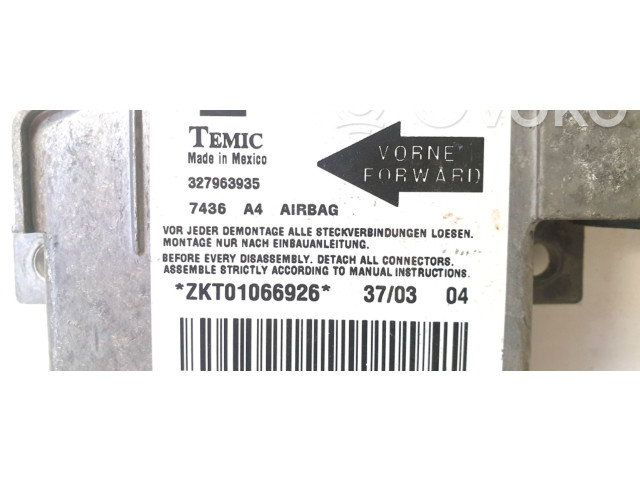 TEMIC
Made in Mexico
VORNE
FORWARD
327963935
7436 A4 AIRBAG
VOR JEDER DEMONTAGE ALLE STECKVERBINDUNGEN LOESEN.
MONTAGE NUR NACH EINBAUANLEITUNG.
BEFORE EVERY DISASSEMBLY. DETACH ALL CONNECTORS.
ASSEMBLE STRICTLY ACCORDING TO MANUAL INSTRUCTIONS.
*ZKT01066926* 37/03 04